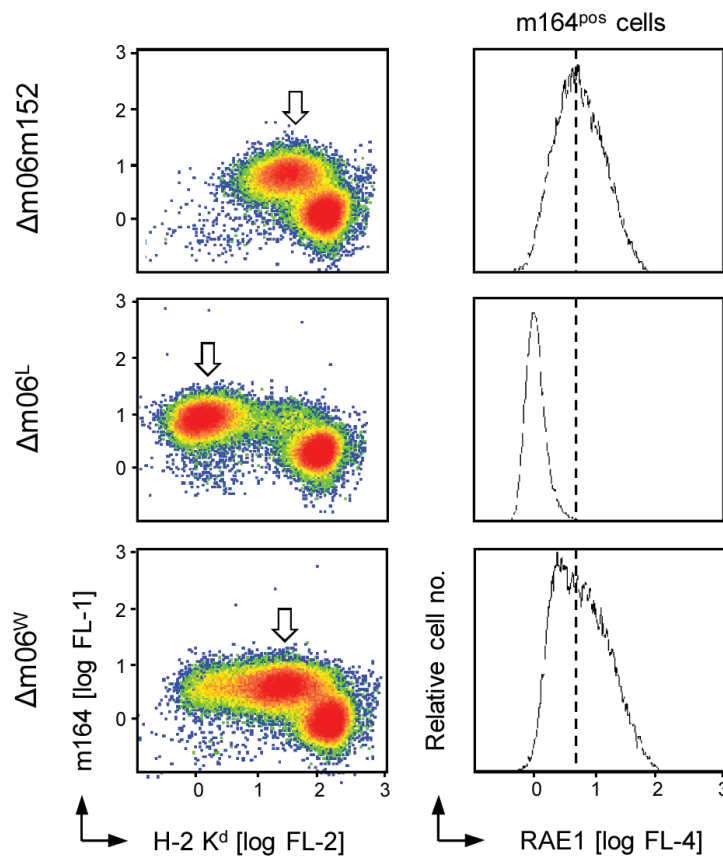 m164ᵖᵒˢ cells
Δm06m152
3
2
1
0
Δm06ᴸ
3
2
1
0
Δm06ᵂ
m164 [log FL-1]
3
2
1
0
0 1 2 3
H-2 Kᵈ [log FL-2]
Relative cell no.
0 1 2 3
RAE1 [log FL-4]